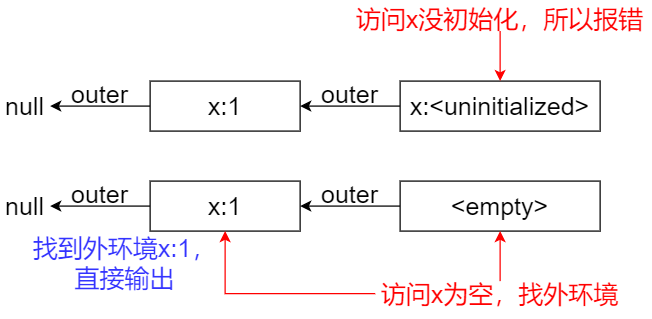 访问x没初始化，所以报错
null outer x:1 outer x:<uninitialized>
null outer x:1 outer <empty>
找到外环境x:1，
直接输出
访问x为空，找外环境